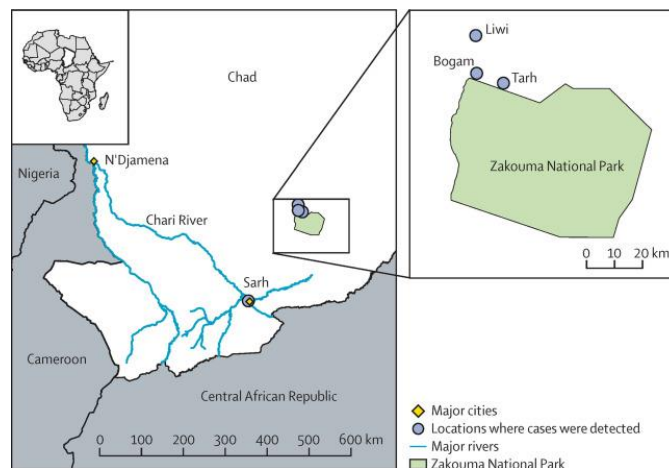 Chad
N'Djamena
Nigeria
Chari River
Sarh
Cameroon
Central African Republic
0 100 200 300 400 500 600 km
Liwi
Bogam
Tarh
Zakouma National Park
0 10 20 km
Major cities
Locations where cases were detected
Major rivers
Zakouma National Park